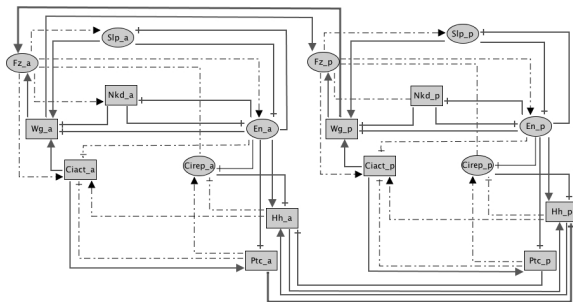 Slp_a
Slp_p
Fz_a
Fz_p
Nkd_a
Nkd_p
Wg_a
En_a
Wg_p
En_p
Ciact_a
Cirep_a
Ciact_p
Cirep_p
Hh_a
Hh_p
Ptc_a
Ptc_p